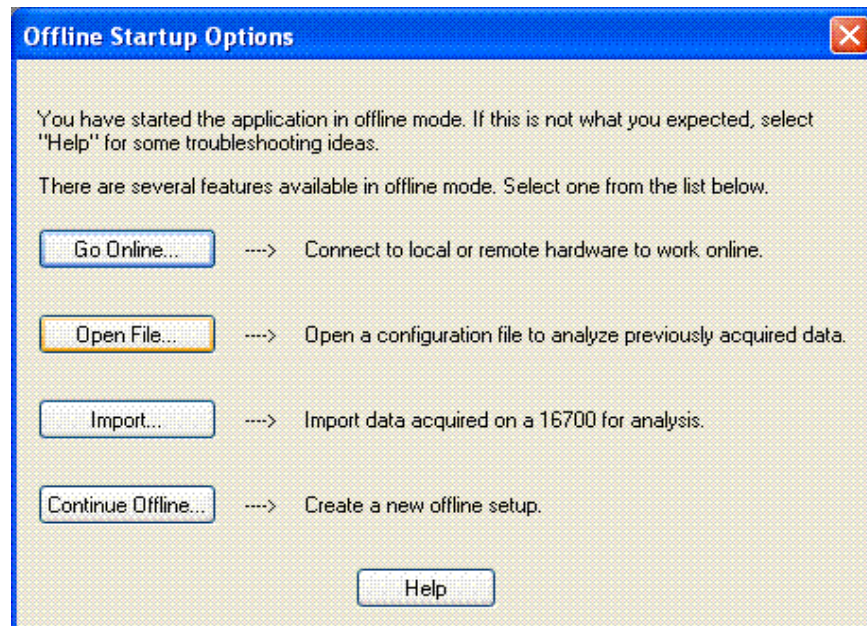 Offline Startup Options
You have started the application in offline mode. If this is not what you expected, select
"Help" for some troubleshooting ideas.
There are several features available in offline mode. Select one from the list below.
Go Online... ----> Connect to local or remote hardware to work online.
Open File... ----> Open a configuration file to analyze previously acquired data.
Import... ----> Import data acquired on a 16700 for analysis.
Continue Offline... ----> Create a new offline setup.
Help